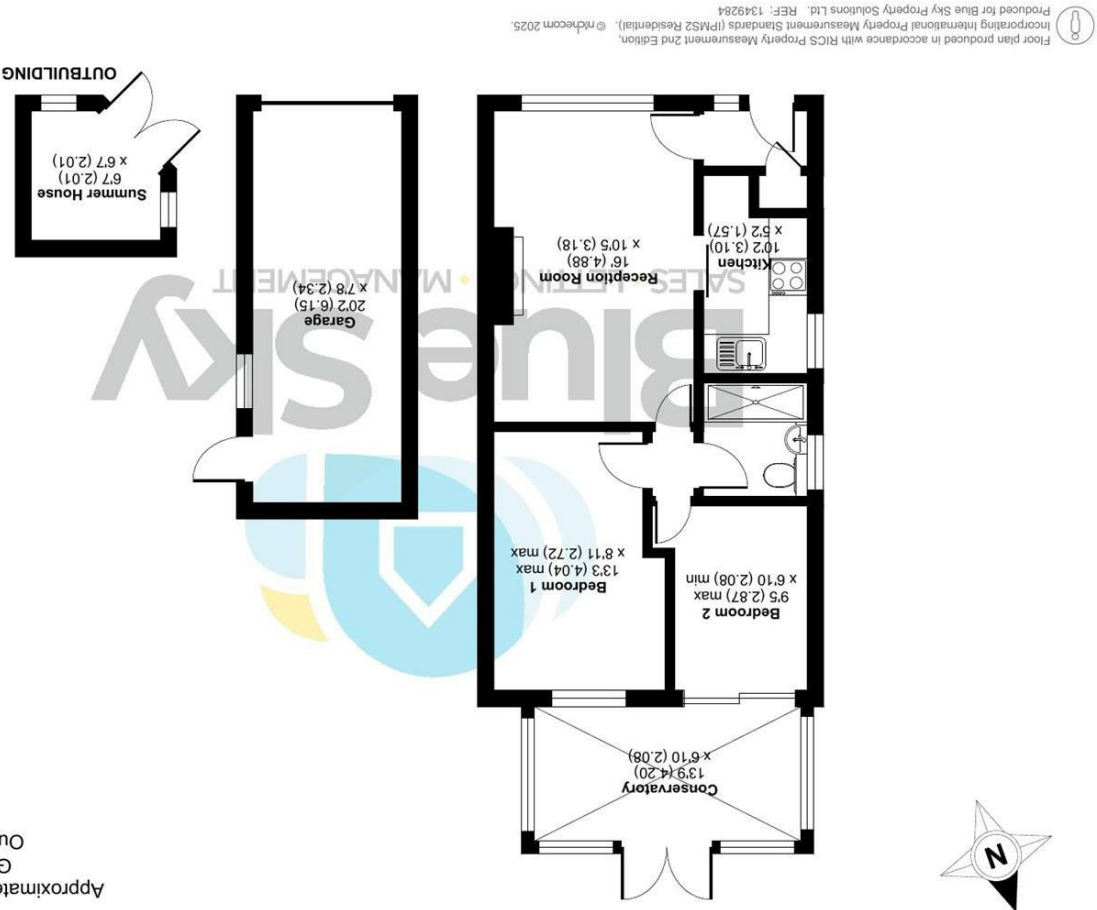 Approximate
G
Ou
N
Conservatory
13'9 (4.20)
x 6'10 (2.08)
Bedroom 2
9'5 (2.87) max
x 6'10 (2.08) min
Bedroom 1
13'3 (4.04) max
x 8'11 (2.72) max
Kitchen
10'2 (3.10)
x 5'2 (1.57)
Reception Room
16' (4.88)
x 10'5 (3.18)
Garage
20'2 (6.15)
x 7'8 (2.34)
Summer House
6'7 (2.01)
x 6'7 (2.01)
OUTBUILDING
Blue Sky
SALES • LETTING • MANAGEMENT
Floor plan produced in accordance with RICS Property Measurement 2nd Edition,
Incorporating International Property Measurement Standards (IPMS2 Residential). © nichecom 2025.
Produced for Blue Sky Property Solutions Ltd. REF: 1349284